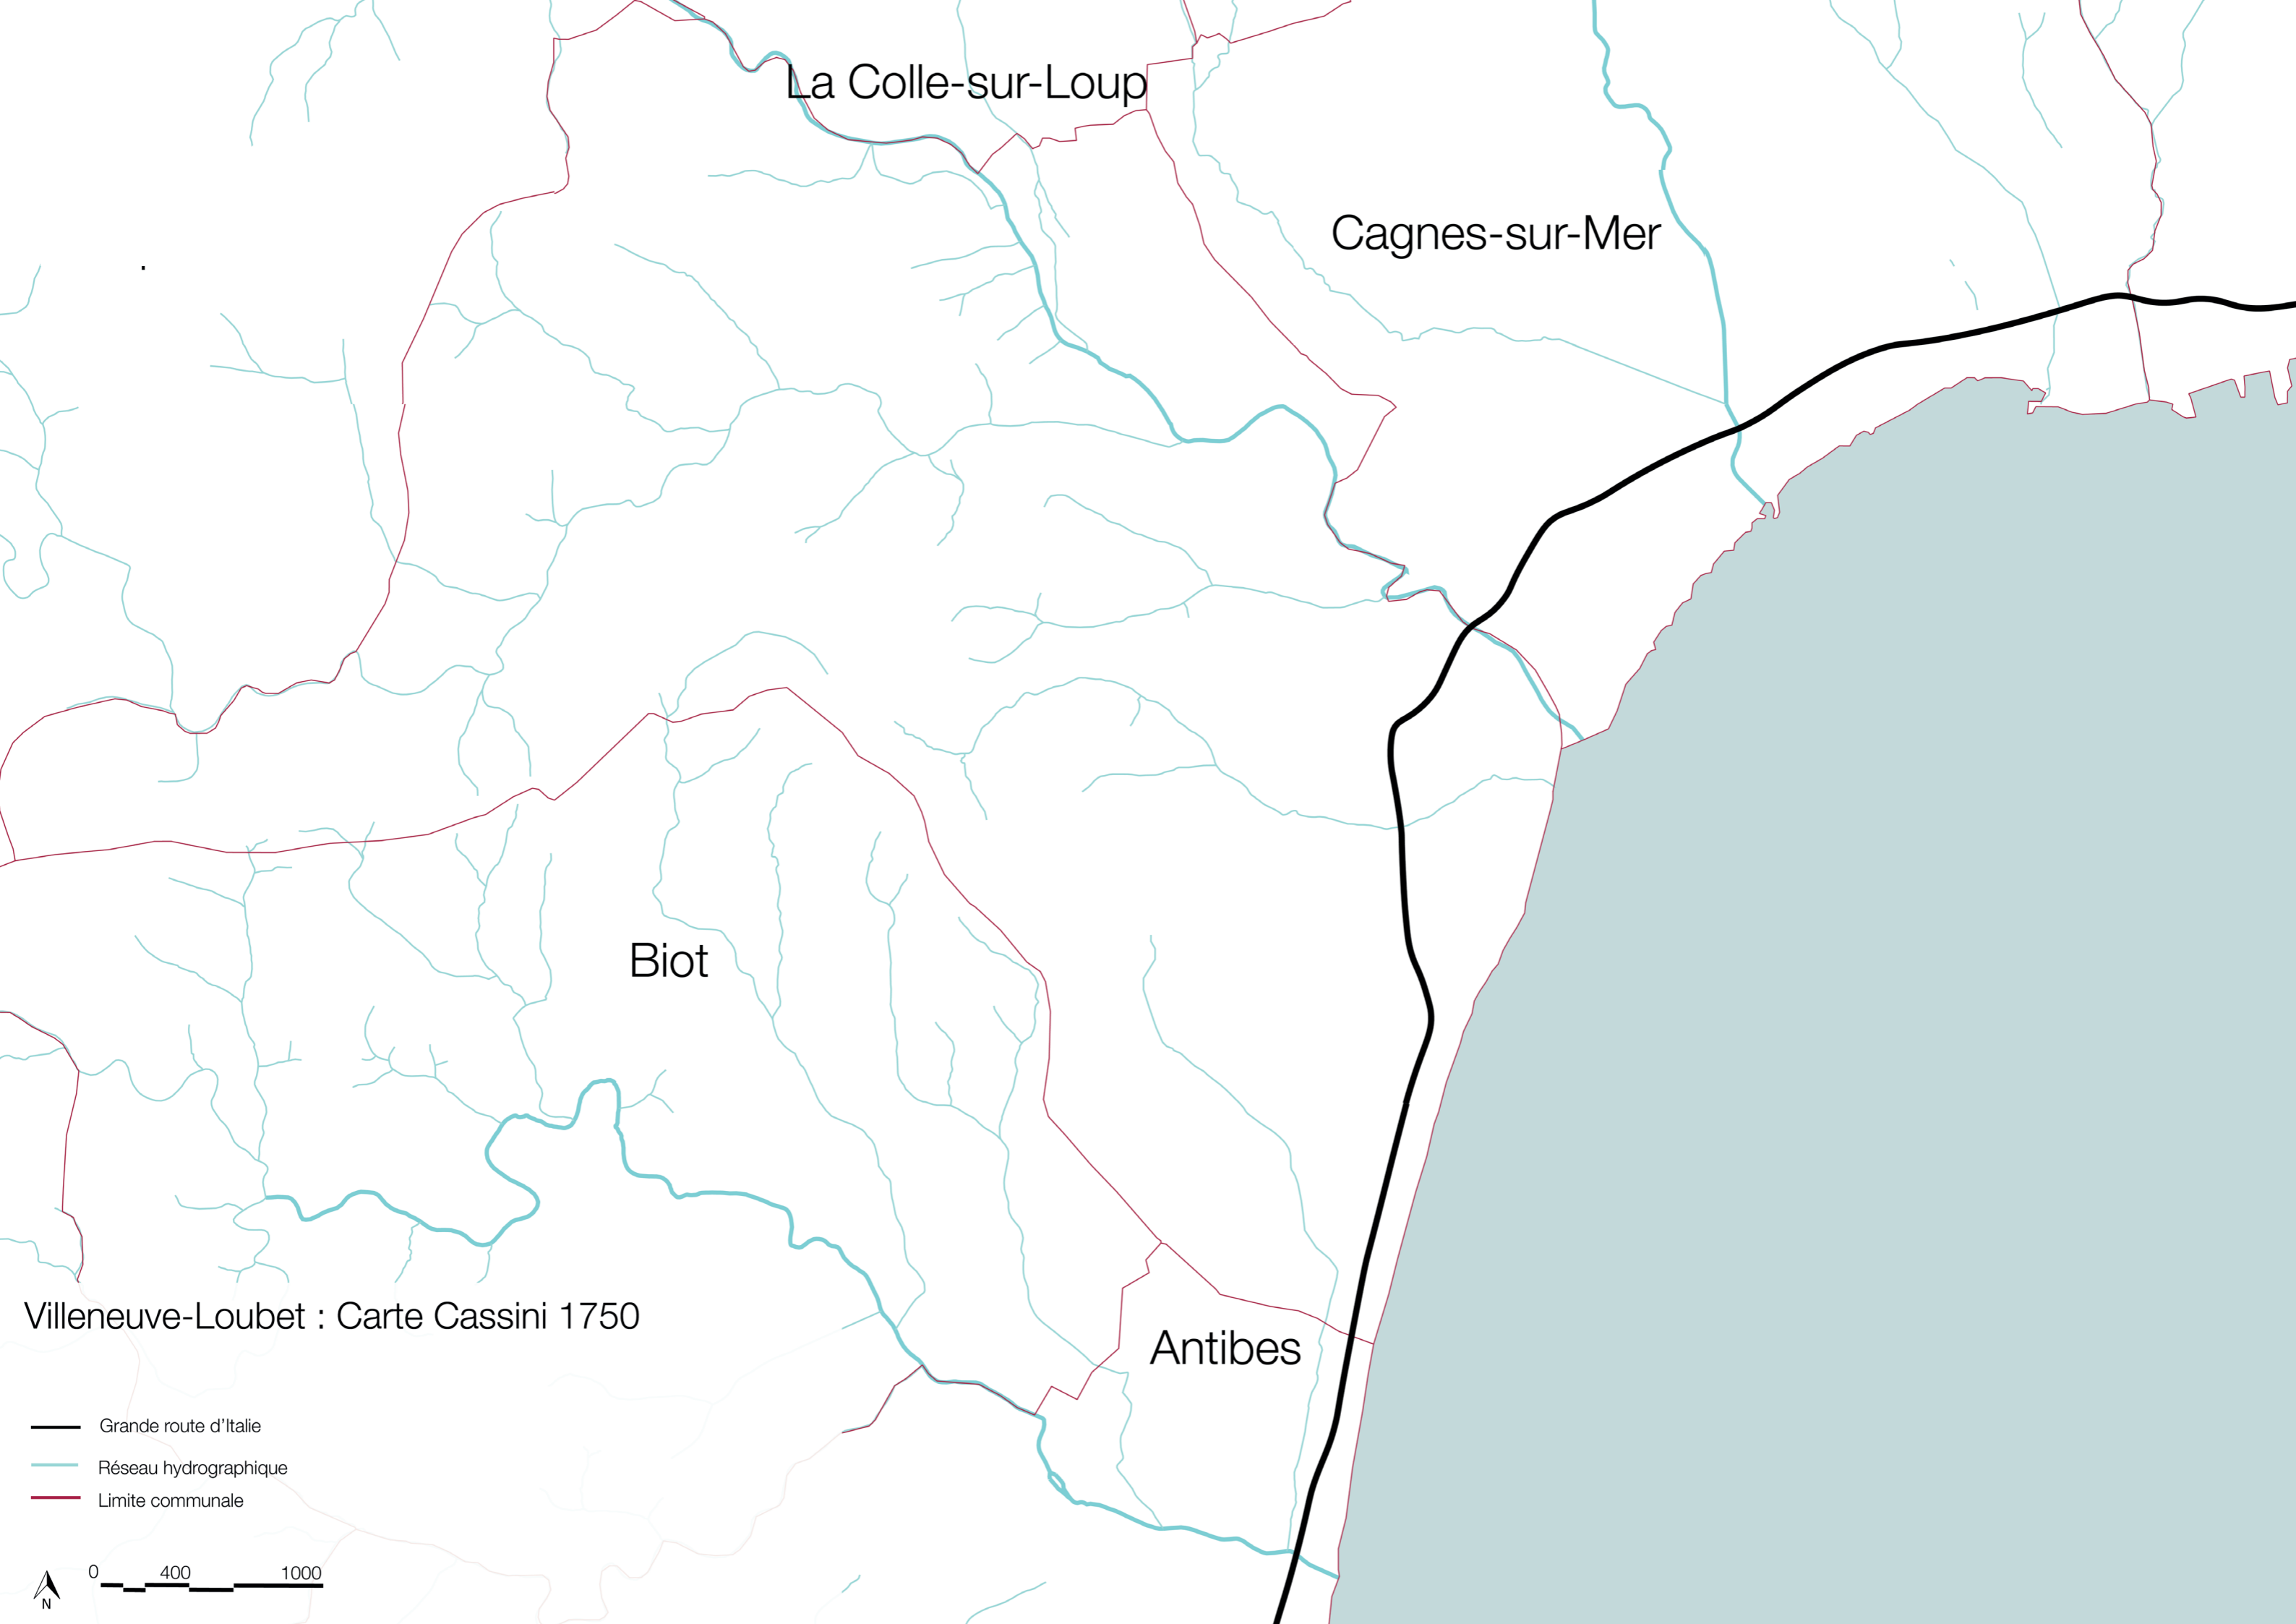 La Colle-sur-Loup
Cagnes-sur-Mer
Biot
Villeneuve-Loubet : Carte Cassini 1750
Antibes
Grande route d'Italie
Réseau hydrographique
Limite communale
0 400 1000
N